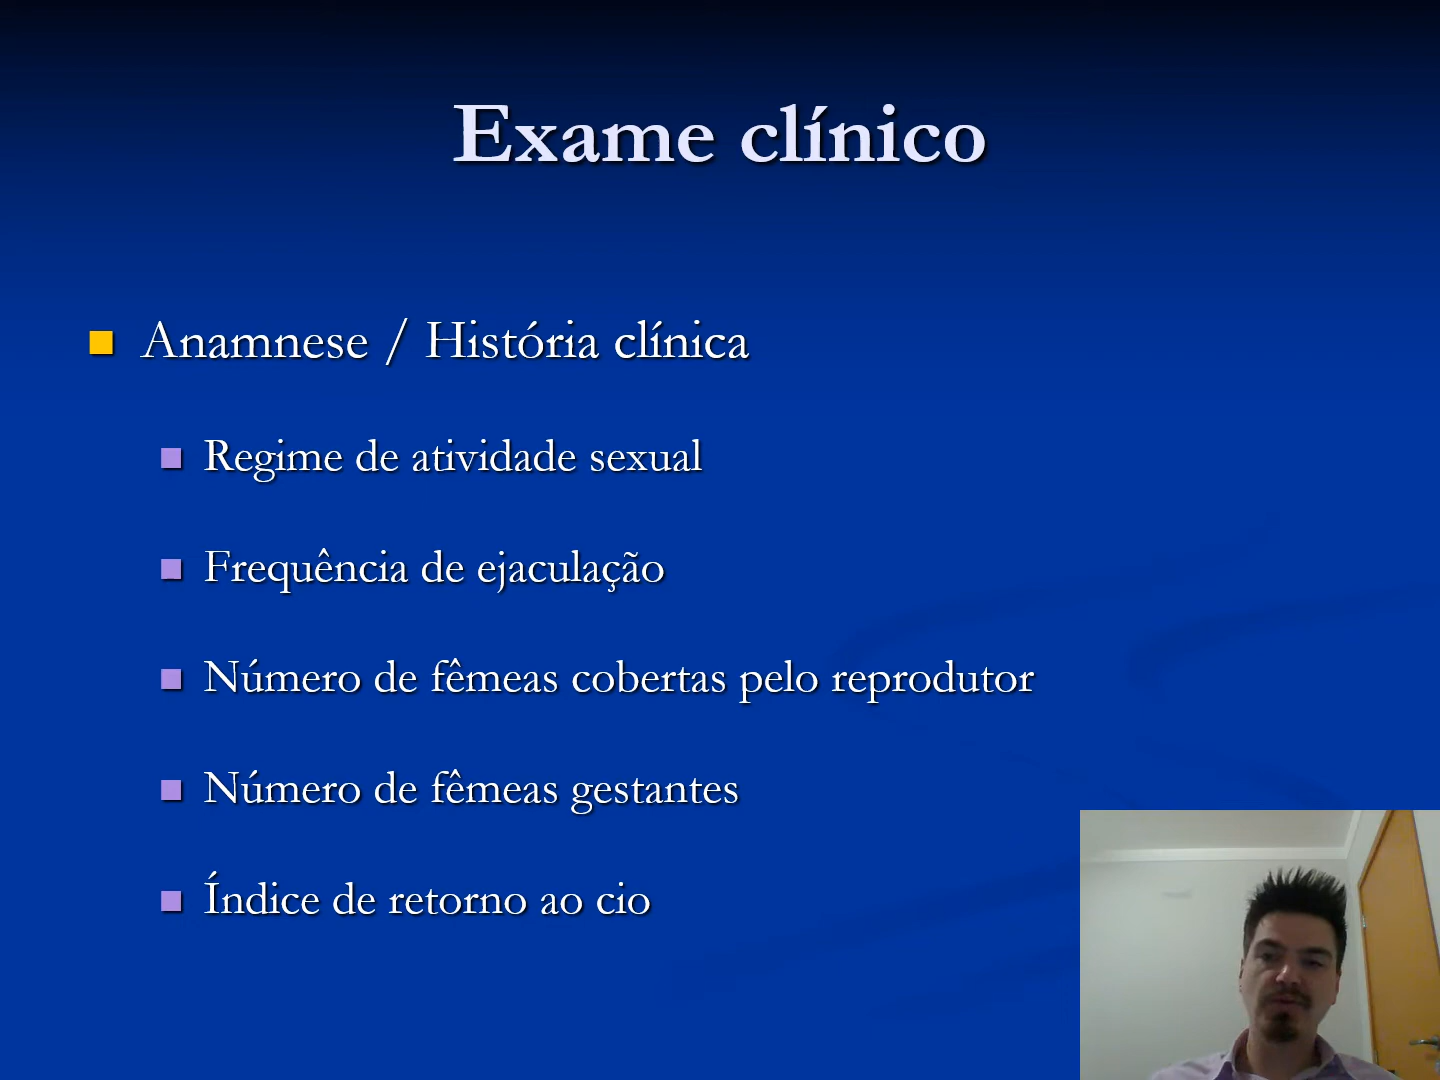 Exame clínico
Anamnese / História clínica
Regime de atividade sexual
Frequência de ejaculação
Número de fêmeas cobertas pelo reprodutor
Número de fêmeas gestantes
Índice de retorno ao cio